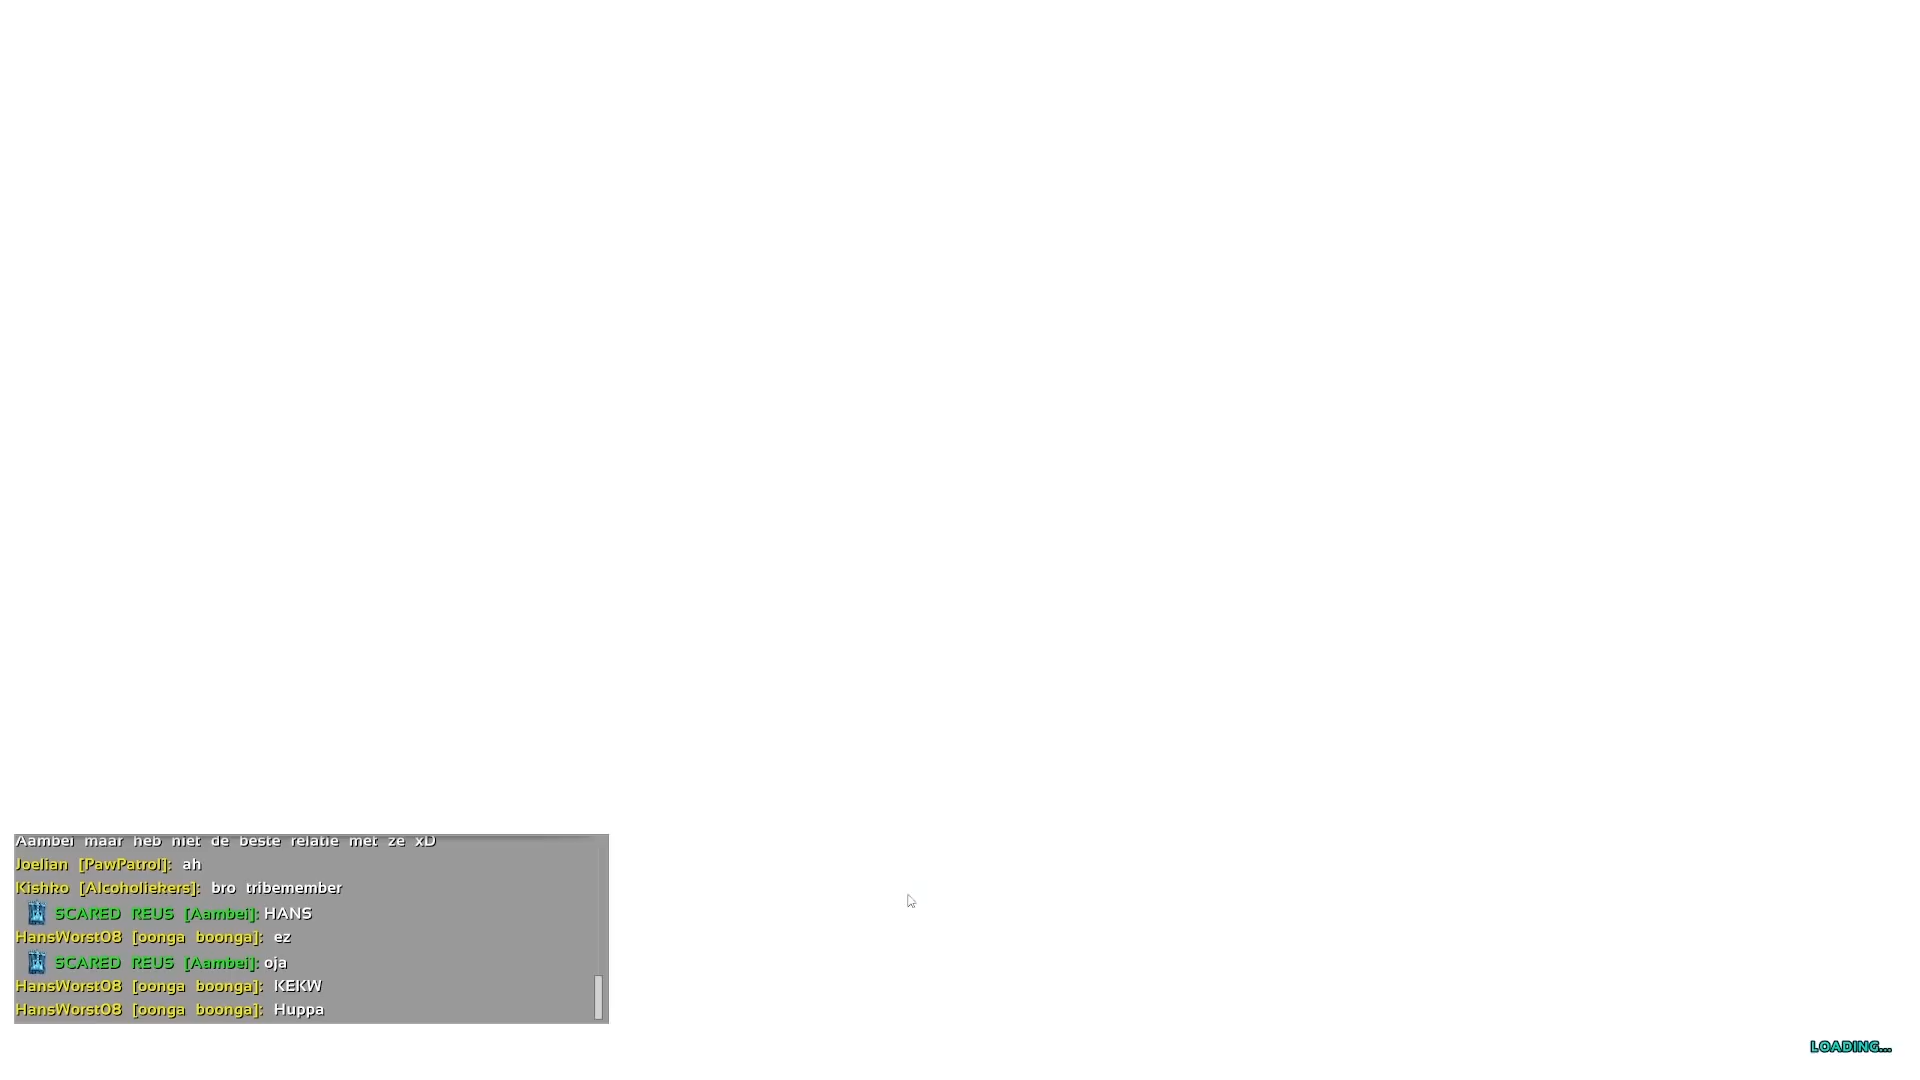 Aambei maar heb niet de beste relatie met ze xD
Joelian [PawPatrol]: ah
Kishko [Alcoholiekers]: bro tribemember
SCARED REUS [Aambei]: HANS
HansWorst08 [oonga boonga]: ez
SCARED REUS [Aambei]: oja
HansWorst08 [oonga boonga]: KEKW
HansWorst08 [oonga boonga]: Huppa
LOADING...